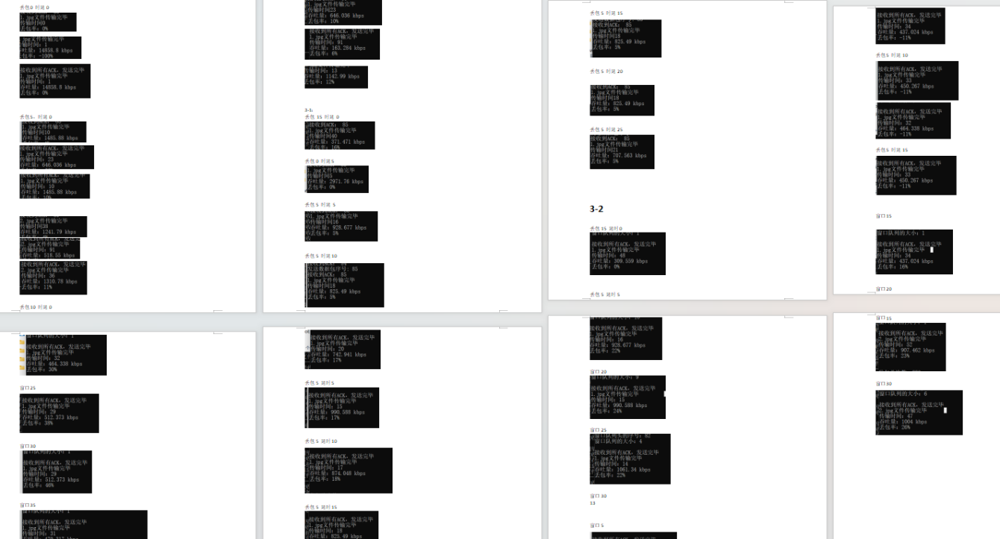 丢包0 时延 0
1.jpg文件传输完毕
传输时间0
丢包率: 0%
.jpg文件传输完毕
输时间: 1
吐量: 14858.8 kbps
包率: -100%
接收到所有ACK, 发送完毕
1.jpg文件传输完毕
传输时间: 1
吞吐量: 14858.8 kbps
丢包率: 0%
丢包5, 时延 0
1.jpg文件传输完毕
传输时间10
吞吐量: 1485.88 kbps
1.jpg文件传输完毕
传输时间: 23
吞吐量: 646.036 kbps
传输时间: 10
吞吐量: 1485.88 kbps
丢包率: 10%
2.jpg文件传输完毕
传输时间38
吞吐量: 1241.79 kbps
2.jpg文件传输完毕
传输时间: 91
吞吐量: 518.55 kbps
接收到所有ACK, 发送完毕
2.jpg文件传输完毕
传输时间: 36
吞吐量: 1310.78 kbps
丢包率: 11%
丢包10 时延 0
1.jpg文件传输完毕
传输时间23
吞吐量: 646.036 kbps
丢包率: 10%
接收到所有ACK, 发送完毕
1.jpg文件传输完毕
传输时间: 91
吞吐量: 163.284 kbps
丢包率: 6%
传输时间: 13
吞吐量: 1142.99 kbps
丢包率: 12%
3-1:
丢包 15 时延 0
接收到ACK: 85
1.jpg文件传输完毕
传输时间40
吞吐量: 371.471 kbps
丢包率: 16%
丢包 0 时延 5
1.jpg文件传输完毕
传输时间5
吞吐量: 2971.76 kbps
丢包率: 0%
丢包 5 时延 5
1.jpg文件传输完毕
传输时间16
吞吐量: 928.677 kbps
丢包率: 5%
丢包 5 时延10
发送数据包序号: 85
接收到ACK: 85
1.jpg文件传输完毕
传输时间18
吞吐量: 825.49 kbps
丢包率: 5%
丢包 5 时延 15
接收到ACK: 85
1.jpg文件传输完毕
传输时间18
吞吐量: 825.49 kbps
丢包率: 5%
丢包 5 时延 20
接收到ACK: 85
1.jpg文件传输完毕
传输时间18
吞吐量: 825.49 kbps
丢包率: 5%
丢包 5 时延 25
接收到ACK: 85
1.jpg文件传输完毕
传输时间21
吞吐量: 707.563 kbps
丢包率: 5%
3-2
丢包 15 延时 0
窗口队列的大小: 1
接收到所有ACK, 发送完毕
1.jpg文件传输完毕
传输时间: 48
吞吐量: 309.559 kbps
丢包率: 0%
丢包 5 延时 5
接收到所有ACK, 发送完毕
1.jpg文件传输完毕
传输时间: 34
吞吐量: 437.024 kbps
丢包率: -11%
丢包 5 时延 10
接收到所有ACK, 发送完毕
1.jpg文件传输完毕
传输时间: 33
吞吐量: 450.267 kbps
丢包率: -11%
接收到所有ACK, 发送完毕
1.jpg文件传输完毕
传输时间: 32
吞吐量: 464.338 kbps
丢包率: -11%
丢包 5 时延 15
接收到所有ACK, 发送完毕
1.jpg文件传输完毕
传输时间: 33
吞吐量: 450.267 kbps
丢包率: -11%
窗口15
窗口队列的大小: 1
接收到所有ACK, 发送完毕
1.jpg文件传输完毕
传输时间: 34
吞吐量: 437.024 kbps
丢包率: 16%
窗口20
窗口队列的大小: 1
接收到所有ACK, 发送完毕
1.jpg文件传输完毕
传输时间: 32
吞吐量: 464.338 kbps
丢包率: 30%
窗口25
接收到所有ACK, 发送完毕
1.jpg文件传输完毕
传输时间: 29
吞吐量: 512.373 kbps
丢包率: 38%
窗口30
窗口队列的大小: 1
接收到所有ACK, 发送完毕
1.jpg文件传输完毕
传输时间: 29
吞吐量: 512.373 kbps
丢包率: 46%
窗口35
窗口队列的大小: 1
接收到所有ACK, 发送完毕
1.jpg文件传输完毕
传输时间: 31
接收到所有ACK, 发送完毕
1.jpg文件传输完毕
传输时间: 20
吞吐量: 742.941 kbps
丢包率: 17%
丢包 5 延时 5
接收到所有ACK, 发送完毕
1.jpg文件传输完毕
传输时间: 15
吞吐量: 990.588 kbps
丢包率: 17%
丢包 5 延时10
接收到所有ACK, 发送完毕
1.jpg文件传输完毕
传输时间: 17
吞吐量: 874.048 kbps
丢包率: 18%
丢包 5 延时15
接收到所有ACK, 发送完毕
1.jpg文件传输完毕
传输时间: 18
吞吐量: 825.49 kbps
接收到所有ACK, 发送完毕
1.jpg文件传输完毕
传输时间: 16
吞吐量: 928.677 kbps
丢包率: 22%
窗口 20
窗口队列的大小: 9
接收到所有ACK, 发送完毕
1.jpg文件传输完毕
传输时间: 15
吞吐量: 990.588 kbps
丢包率: 24%
窗口 25
窗口队列头的序号: 82
窗口队列的大小: 4
接收到所有ACK, 发送完毕
1.jpg文件传输完毕
传输时间: 14
吞吐量: 1061.34 kbps
丢包率: 22%
窗口 30
13
窗口 5
窗口15
接收到所有ACK, 发送完毕
2.jpg文件传输完毕
传输时间: 52
吞吐量: 907.462 kbps
丢包率: 23%
窗口30
窗口队列的大小: 6
接收到所有ACK, 发送完毕
2.jpg文件传输完毕
传输时间: 47
吞吐量: 1004 kbps
丢包率: 26%